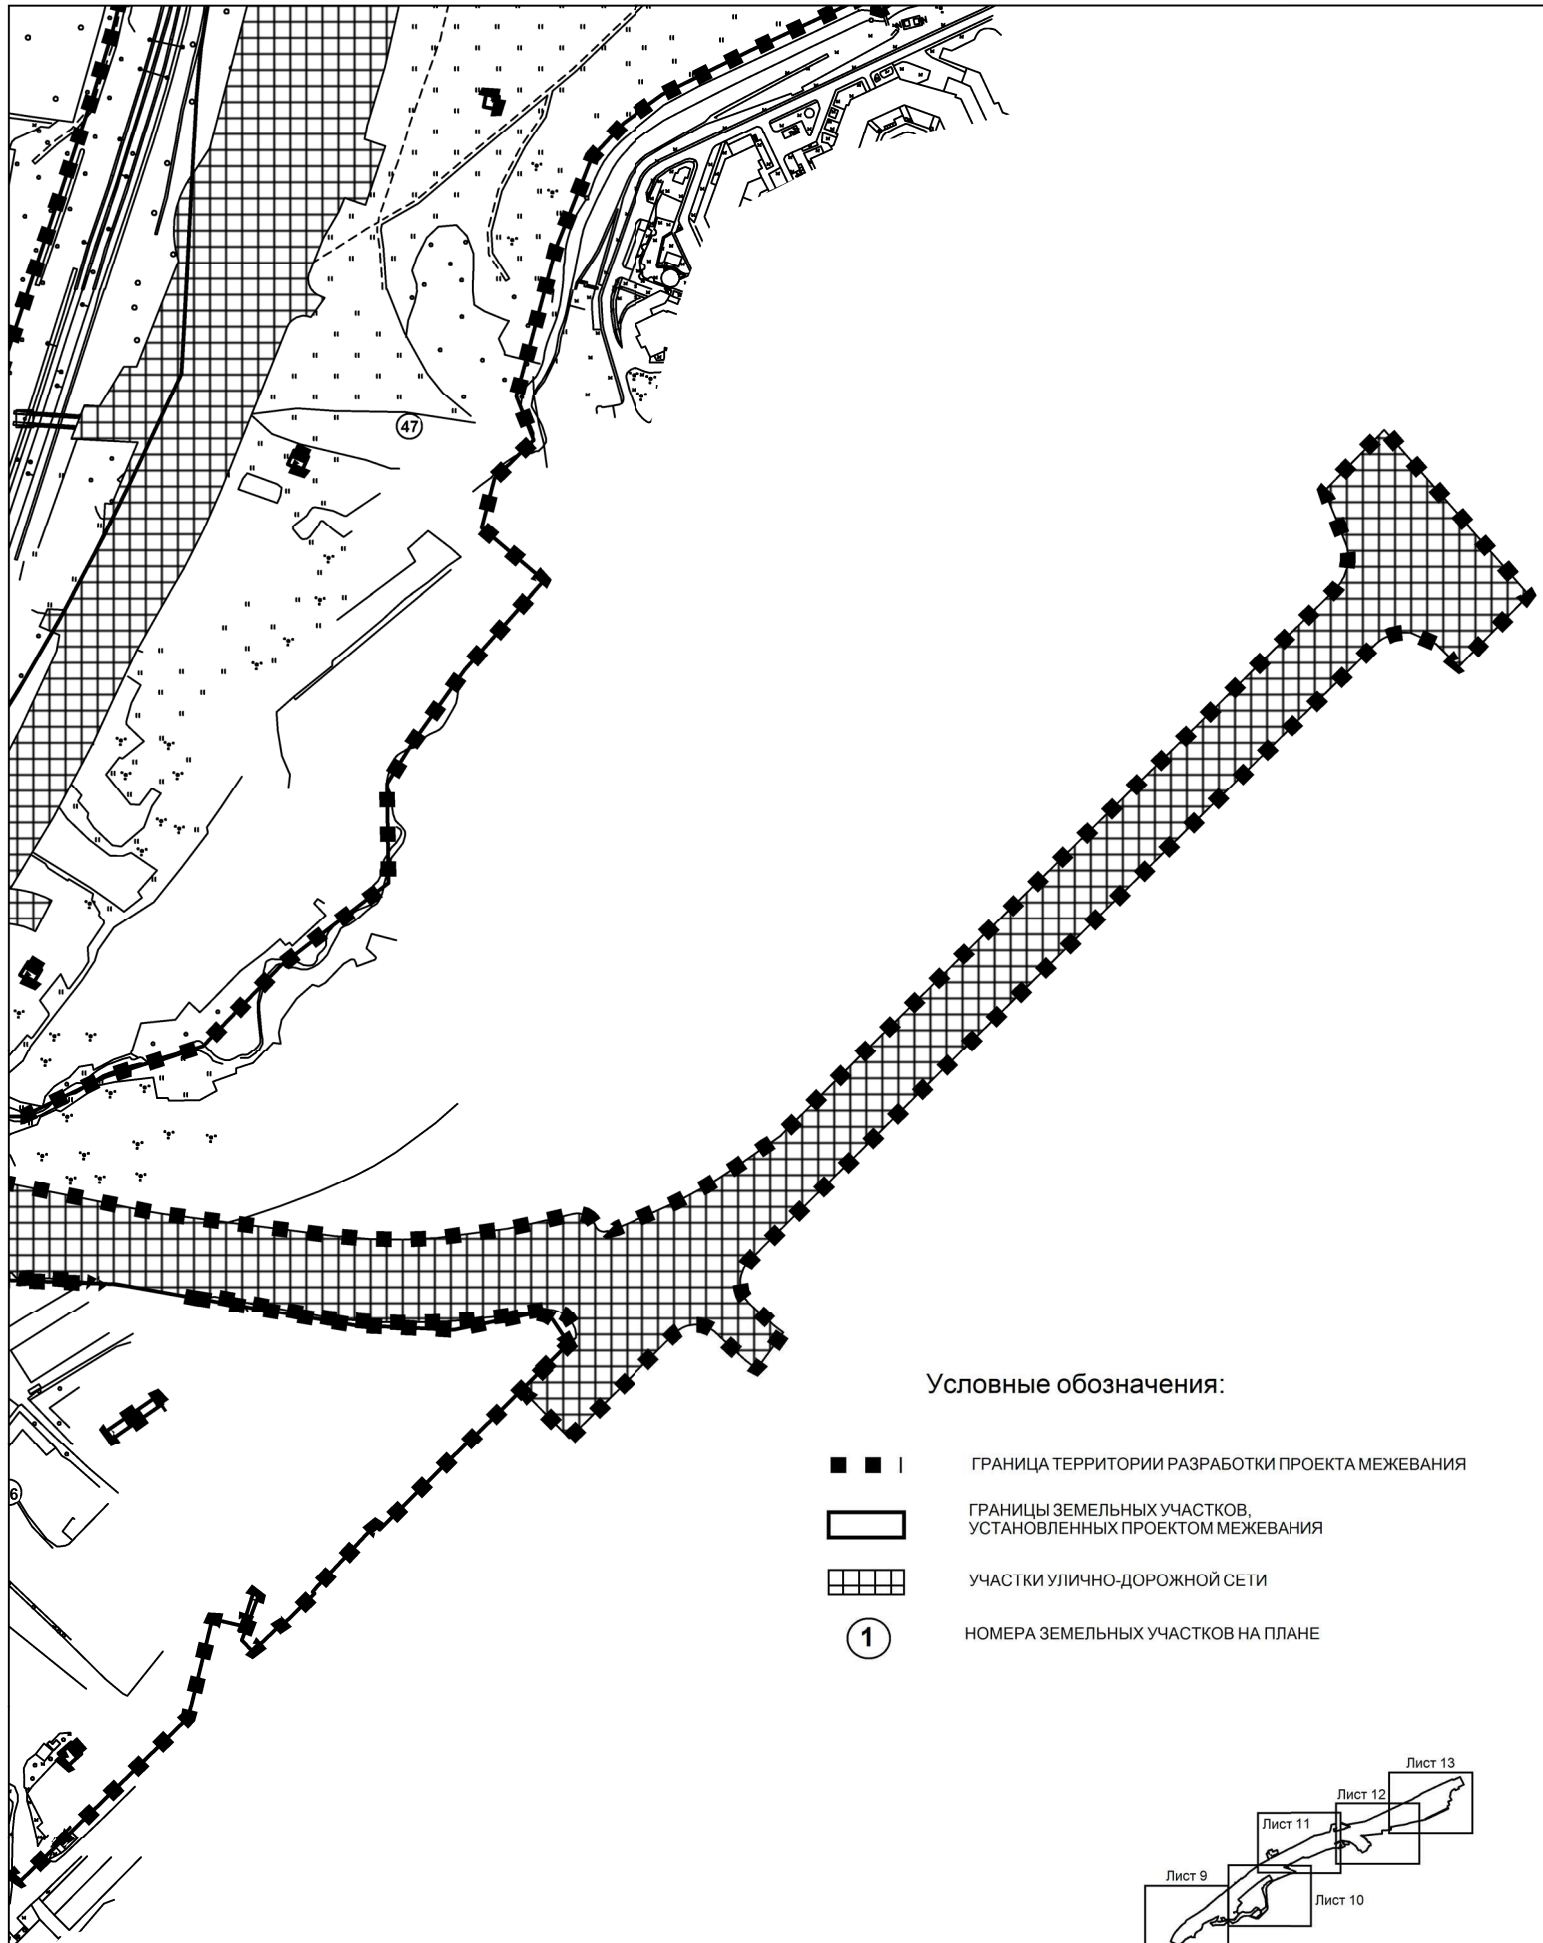 47
6
Условные обозначения:
ГРАНИЦА ТЕРРИТОРИИ РАЗРАБОТКИ ПРОЕКТА МЕЖЕВАНИЯ
ГРАНИЦЫ ЗЕМЕЛЬНЫХ УЧАСТКОВ,
УСТАНОВЛЕННЫХ ПРОЕКТОМ МЕЖЕВАНИЯ
УЧАСТКИ УЛИЧНО-ДОРОЖНОЙ СЕТИ
1
НОМЕРА ЗЕМЕЛЬНЫХ УЧАСТКОВ НА ПЛАНЕ
Лист 13
Лист 12
Лист 11
Лист 9
Лист 10